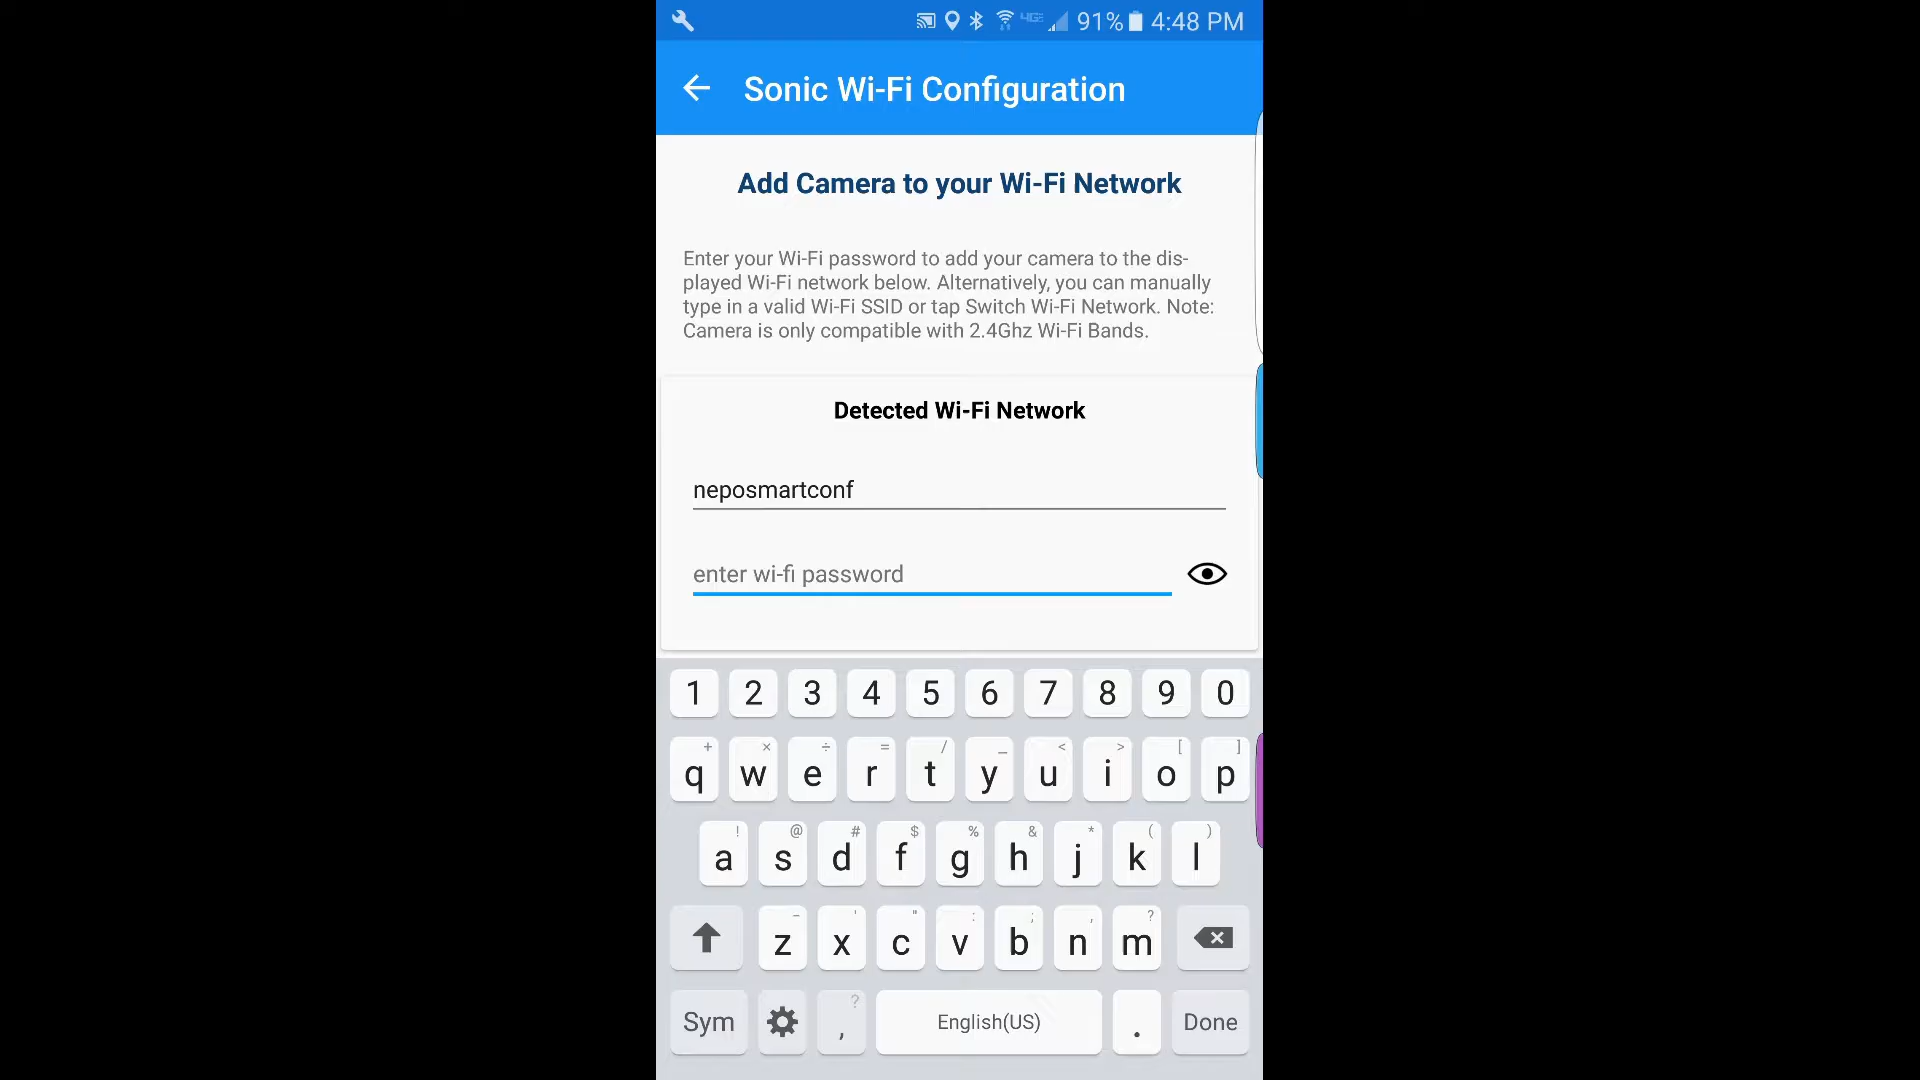 4GE 91% 4:48 PM
Sonic Wi-Fi Configuration
Add Camera to your Wi-Fi Network
Enter your Wi-Fi password to add your camera to the dis-
played Wi-Fi network below. Alternatively, you can manually
type in a valid Wi-Fi SSID or tap Switch Wi-Fi Network. Note:
Camera is only compatible with 2.4Ghz Wi-Fi Bands.
Detected Wi-Fi Network
neposmartconf
enter wi-fi password
1 2 3 4 5 6 7 8 9 0
+ × ÷ = / _ < > [ ]
q w e r t y u i o p
! @ # $ % & * ( )
a s d f g h j k l
- ' " : ; , ?
z x c v b n m
?
Sym , English(US) . Done